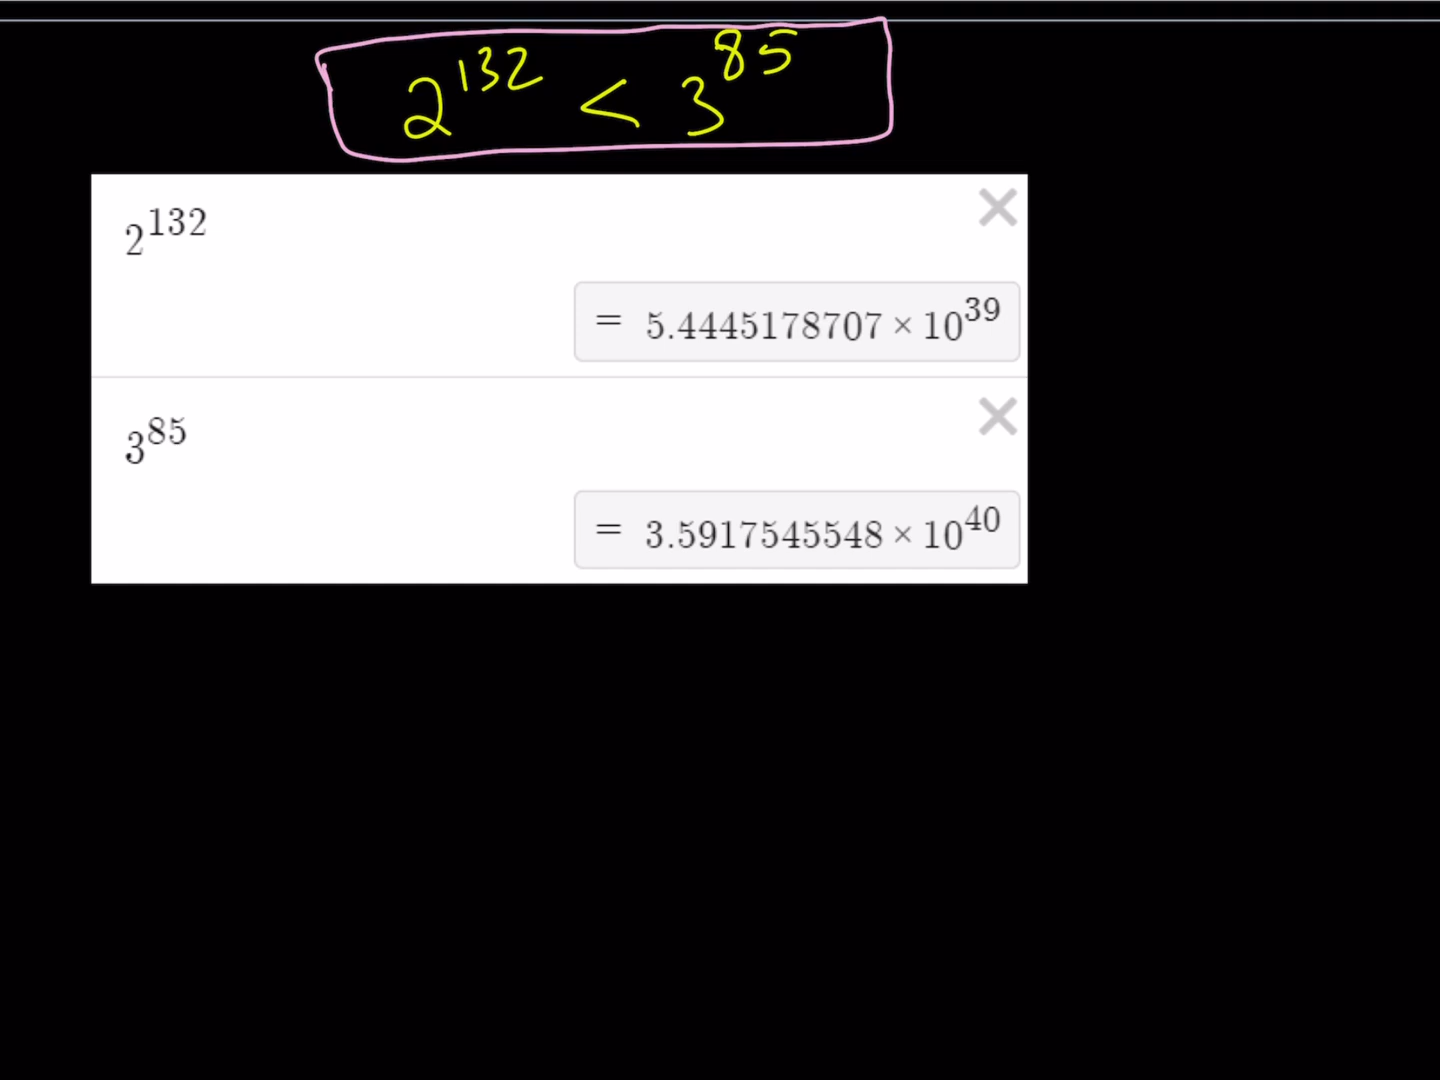 2^132 < 3^85
2^132
= 5.4445178707 × 10^39
3^85
= 3.5917545548 × 10^40